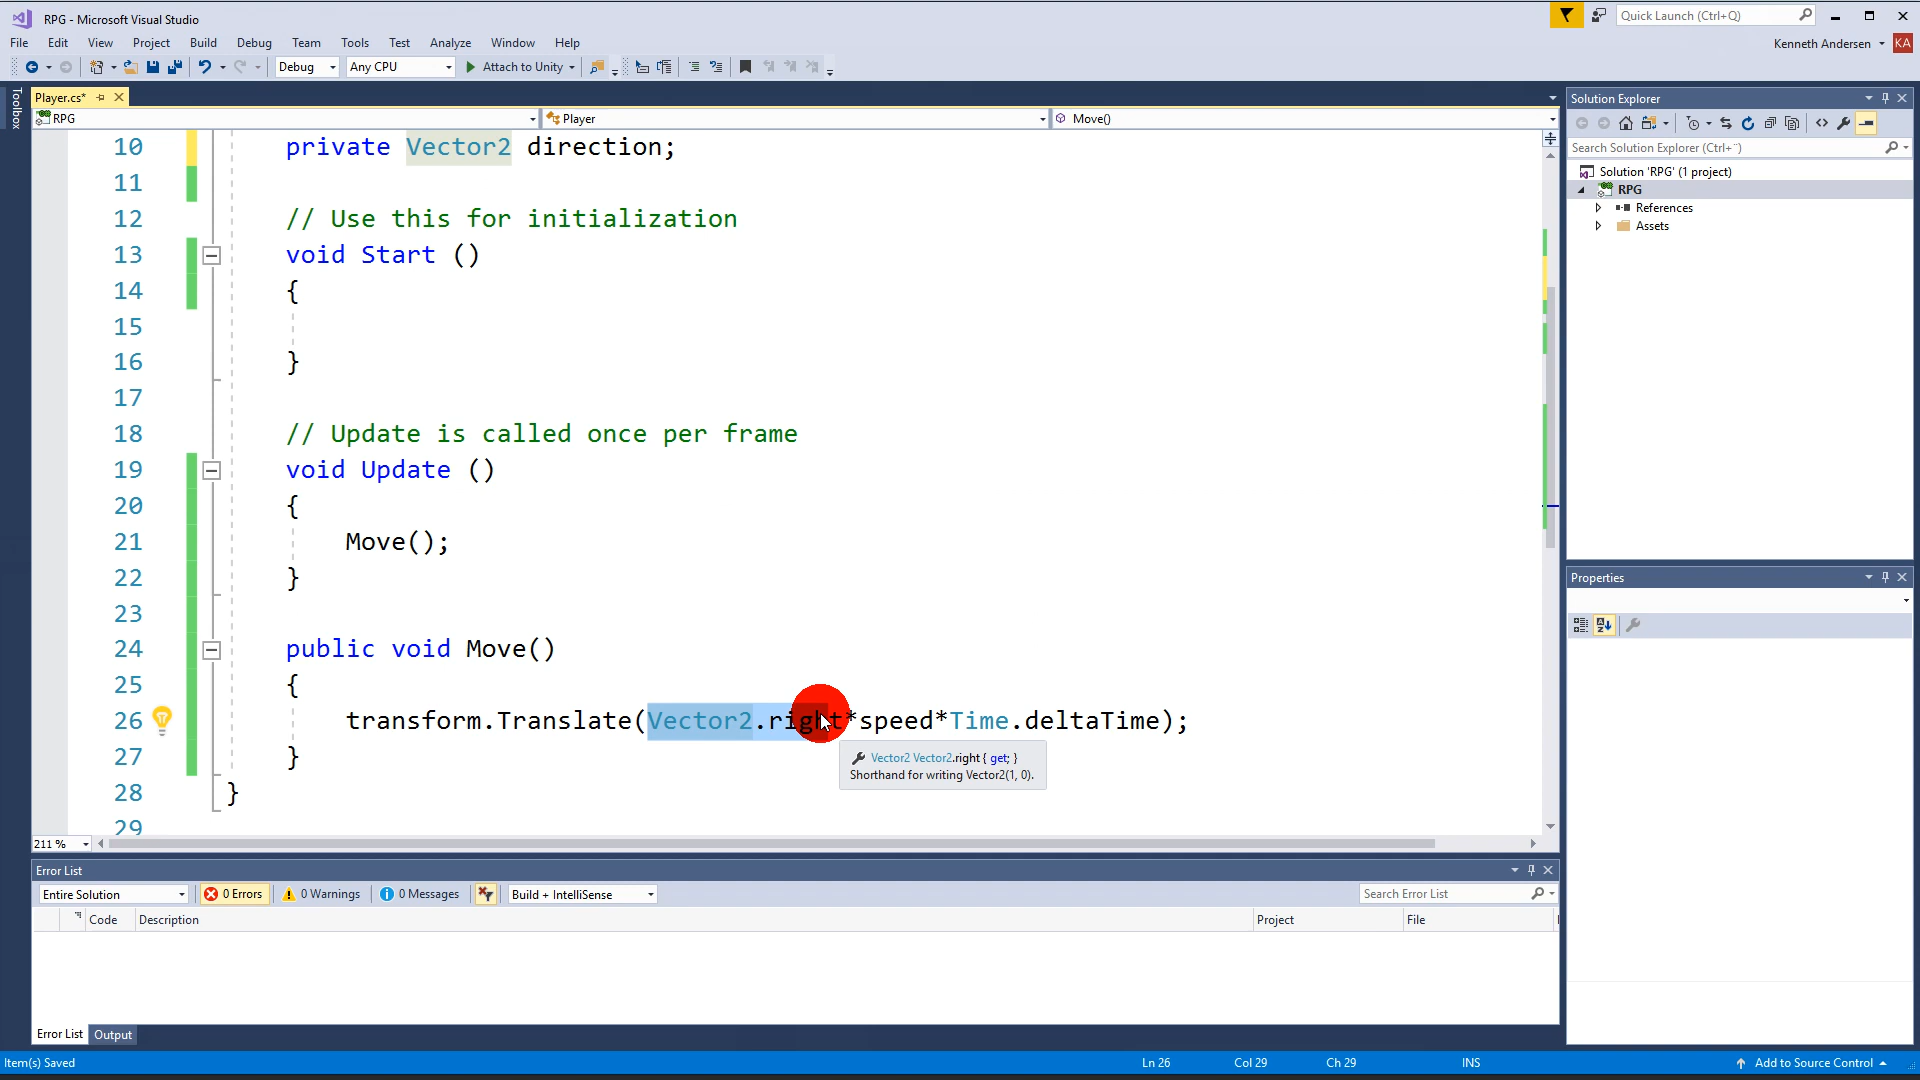 RPG - Microsoft Visual Studio
Quick Launch (Ctrl+Q)
File Edit View Project Build Debug Team Tools Test Analyze Window Help
Kenneth Andersen KA
Debug Any CPU Attach to Unity
Toolbox
Player.cs*
RPG Player Move()
10 private Vector2 direction;
11
12 // Use this for initialization
13 void Start ()
14 {
15
16 }
17
18 // Update is called once per frame
19 void Update ()
20 {
21 Move();
22 }
23
24 public void Move()
25 {
26 transform.Translate(Vector2.right*speed*Time.deltaTime);
27 }
28 }
29
Vector2 Vector2.right { get; }
Shorthand for writing Vector2(1, 0).
211 %
Solution Explorer
Search Solution Explorer (Ctrl+¨)
Solution 'RPG' (1 project)
RPG
References
Assets
Properties
Error List
Entire Solution 0 Errors 0 Warnings 0 Messages Build + IntelliSense Search Error List
Code Description Project File
Error List Output
Item(s) Saved Ln 26 Col 29 Ch 29 INS Add to Source Control